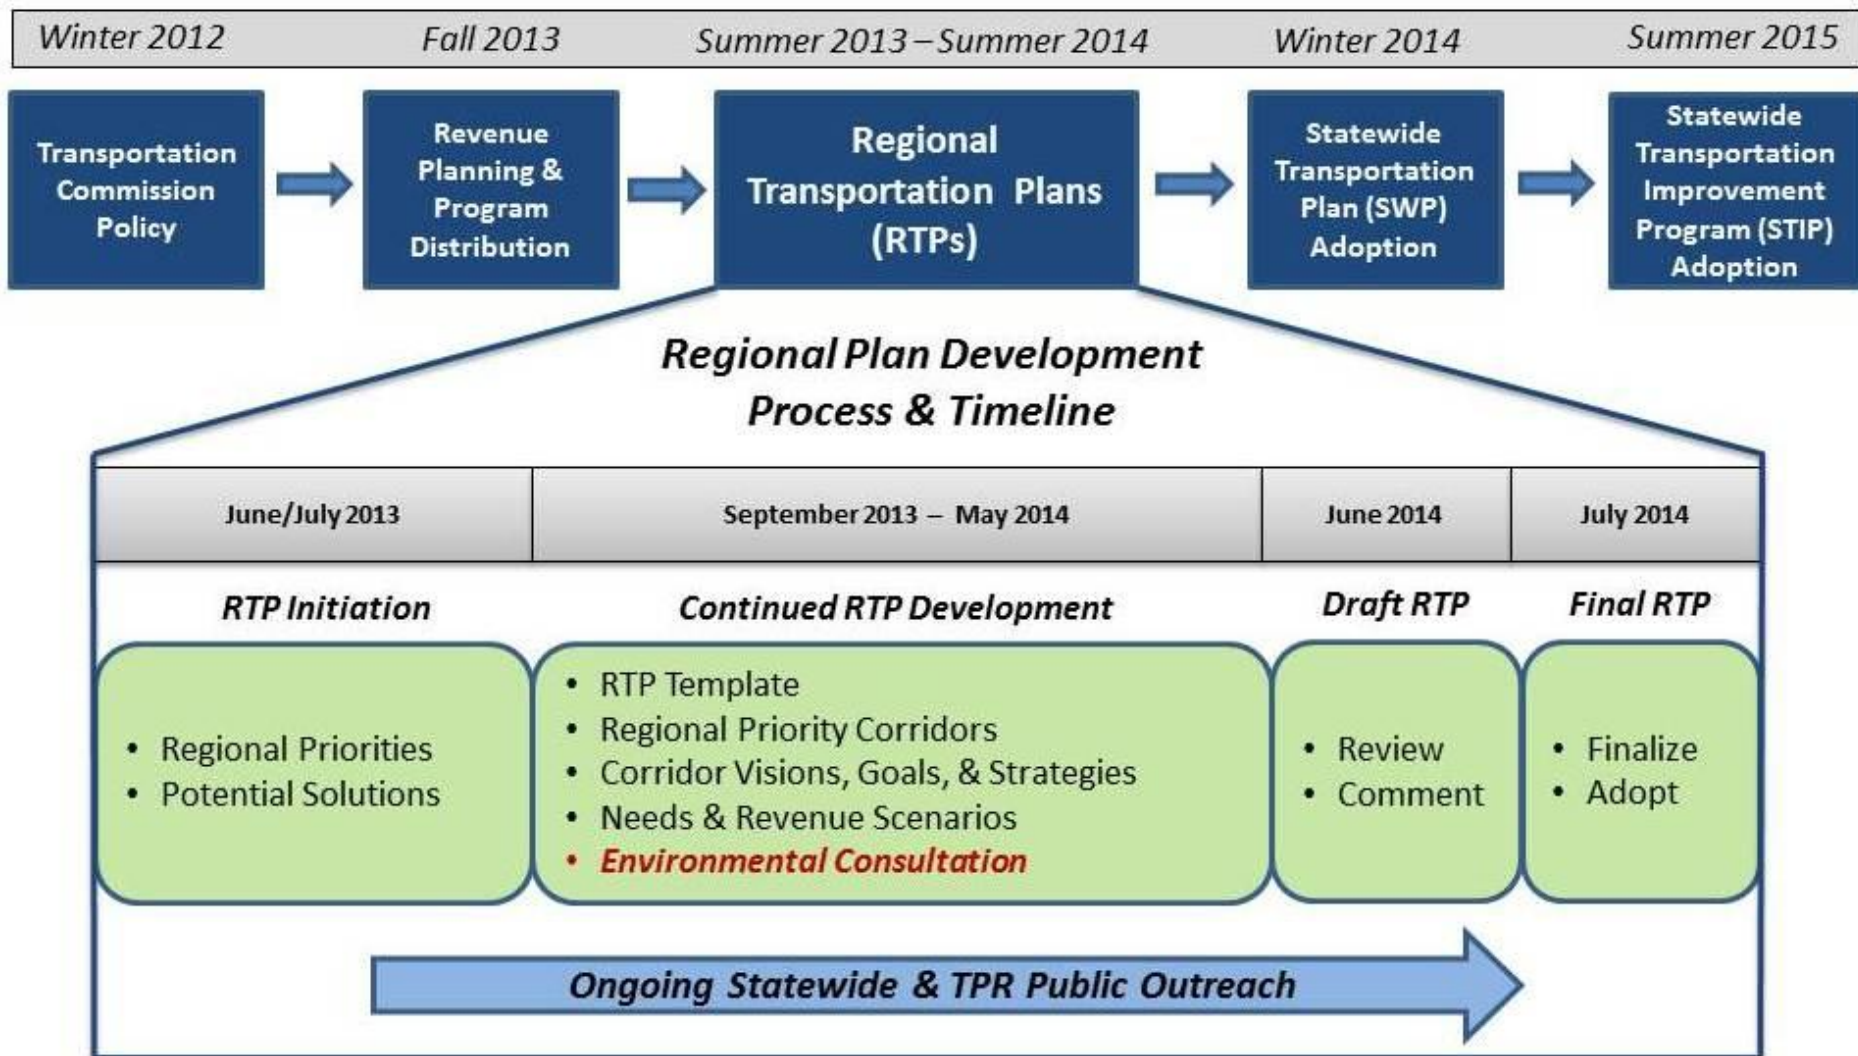 Winter 2012
Fall 2013
Summer 2013 – Summer 2014
Winter 2014
Summer 2015
Transportation
Commission
Policy
Revenue
Planning &
Program
Distribution
Regional
Transportation Plans
(RTPs)
Statewide
Transportation
Plan (SWP)
Adoption
Statewide
Transportation
Improvement
Program (STIP)
Adoption
Regional Plan Development
Process & Timeline
June/July 2013
September 2013 – May 2014
June 2014
July 2014
RTP Initiation
Continued RTP Development
Draft RTP
Final RTP
• Regional Priorities
• Potential Solutions
• RTP Template
• Regional Priority Corridors
• Corridor Visions, Goals, & Strategies
• Needs & Revenue Scenarios
• Environmental Consultation
• Review
• Comment
• Finalize
• Adopt
Ongoing Statewide & TPR Public Outreach